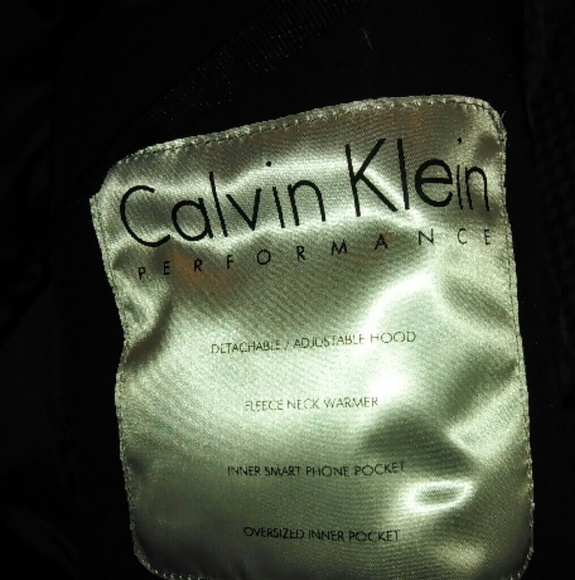 Calvin Klein
PERFORMANCE
DETACHABLE / ADJUSTABLE HOOD
FLEECE NECK WARMER
INNER SMART PHONE POCKET
OVERSIZED INNER POCKET